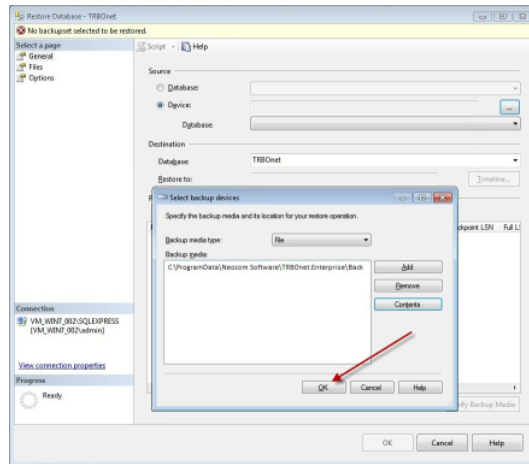 Restore Database - TRBOnet
No backupset selected to be restored.
Select a page
General
Files
Options
Script
Help
Source
Database:
Device:
...
Database:
Destination
Database:
TRBOnet
Restore to:
Timeline...
Select backup devices
Specify the backup media and its location for your restore operation.
Backup media type:
File
Backup media:
C:\ProgramData\Neocom Software\TRBOnet.Enterprise\Back
Add
Remove
Contents
OK
Cancel
Help
ckpoint LSN
Full L
Connection
VM_WIN7_002\SQLEXPRESS
[VM_WIN7_002\admin]
View connection properties
Progress
Ready
Backup Media
OK
Cancel
Help